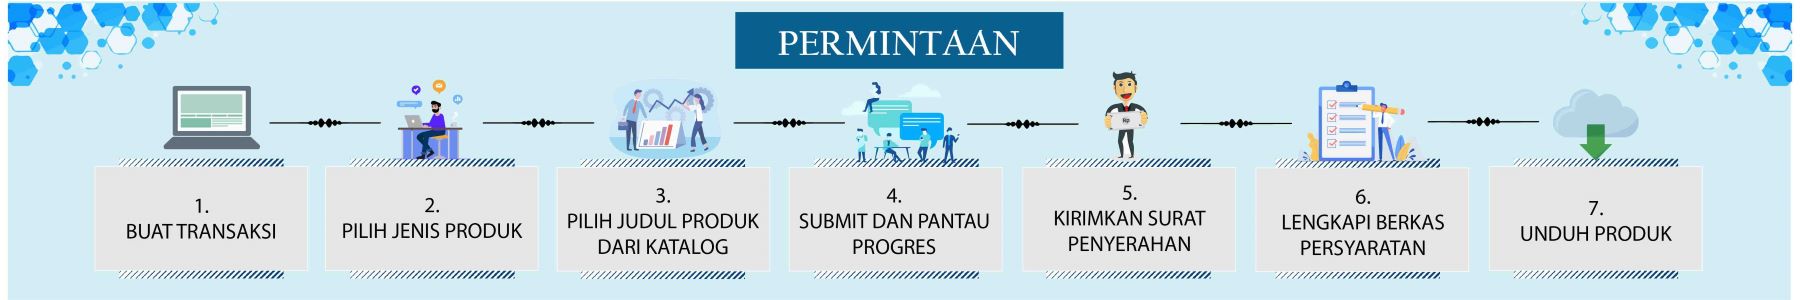 PERMINTAAN
1.
BUAT TRANSAKSI
2.
PILIH JENIS PRODUK
3.
PILIH JUDUL PRODUK
DARI KATALOG
4.
SUBMIT DAN PANTAU
PROGRES
Rp
5.
KIRIMKAN SURAT
PENYERAHAN
6.
LENGKAPI BERKAS
PERSYARATAN
7.
UNDUH PRODUK